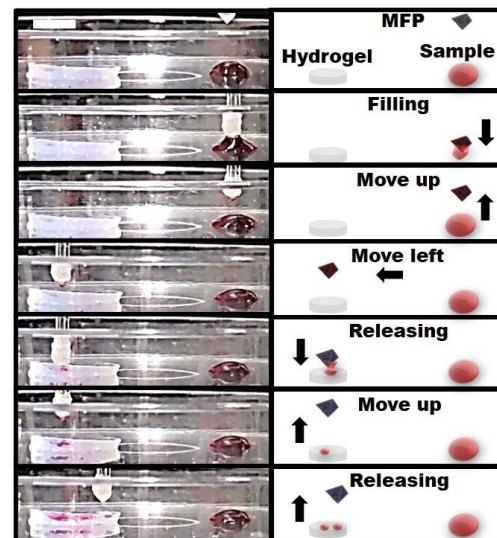 MFP
Hydrogel
Sample
Filling
Move up
Move left
Releasing
Move up
Releasing